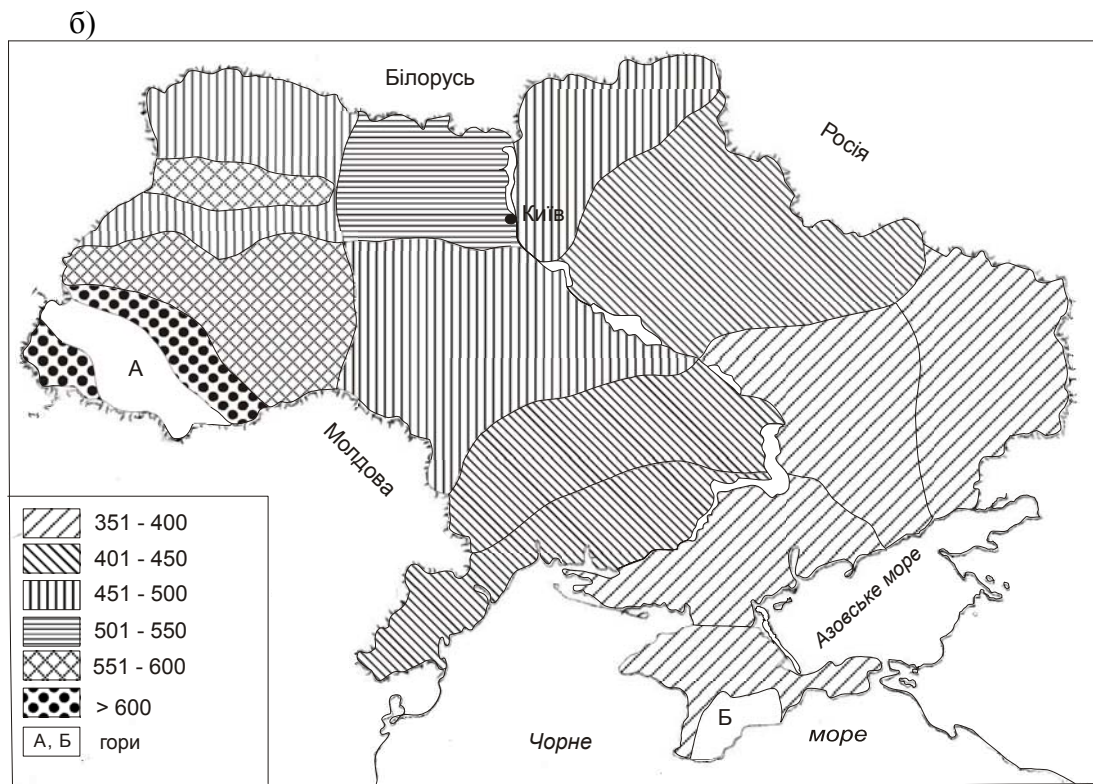 б)
Білорусь
Росія
Київ
А
Молдова
351 - 400
401 - 450
451 - 500
501 - 550
551 - 600
> 600
А, Б гори
Азовське море
Б
Чорне море